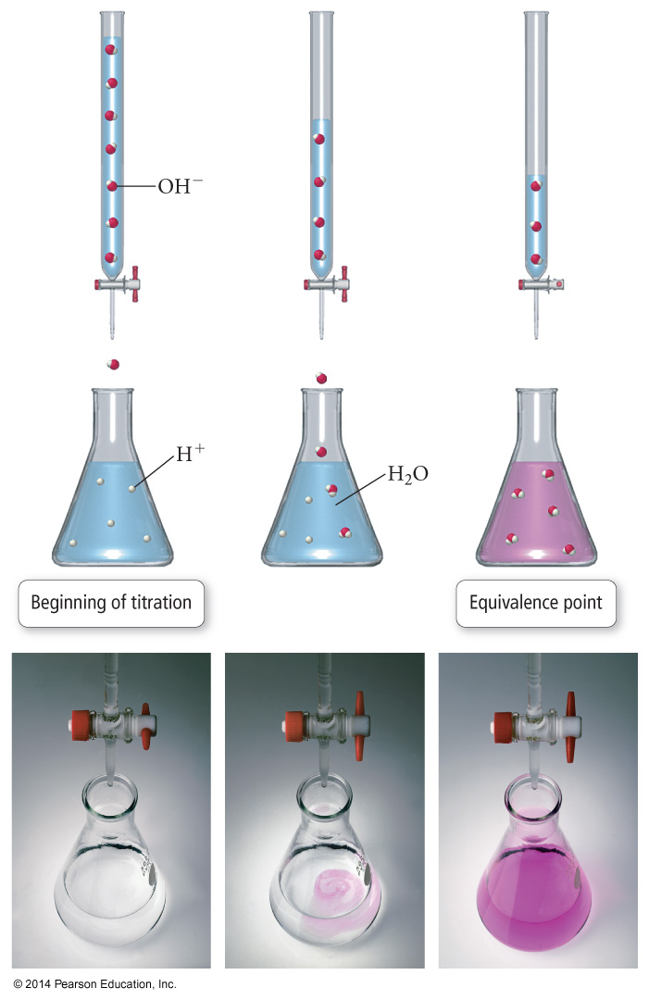 OH⁻
H⁺
H₂O
Beginning of titration
Equivalence point
© 2014 Pearson Education, Inc.